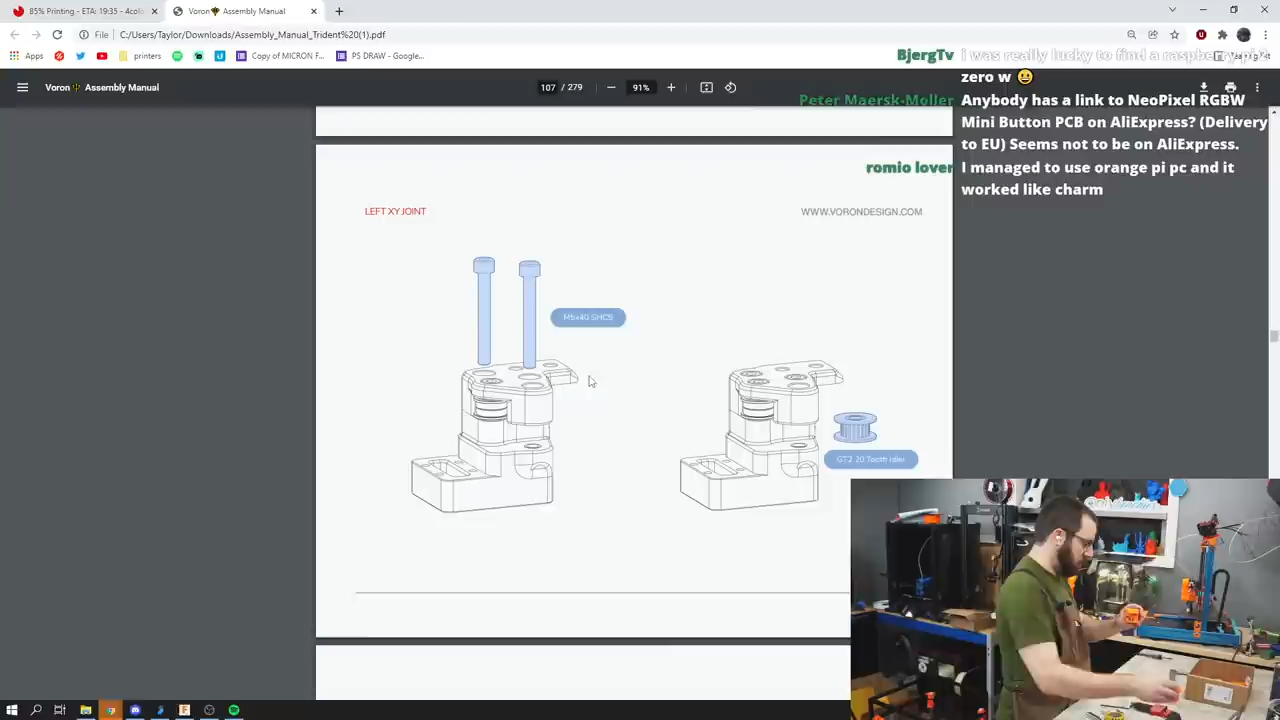 85% Printing - ETA: 19:35 - 4colo
Voron Assembly Manual
File
C:/Users/Taylor/Downloads/Assembly_Manual_Trident%20(1).pdf
Apps
printers
Copy of MICRON F...
PS DRAW - Google...
Voron Assembly Manual
107 / 279
91%
BjergTv i was really lucky to find a raspberry pi 2
zero w
Peter Maersk-Moller Anybody has a link to NeoPixel RGBW
Mini Button PCB on AliExpress? (Delivery
to EU) Seems not to be on AliExpress.
romio lover I managed to use orange pi pc and it
worked like charm
LEFT XY JOINT
WWW.VORONDESIGN.COM
M5x40 SHCS
GT2 20 Tooth Idler